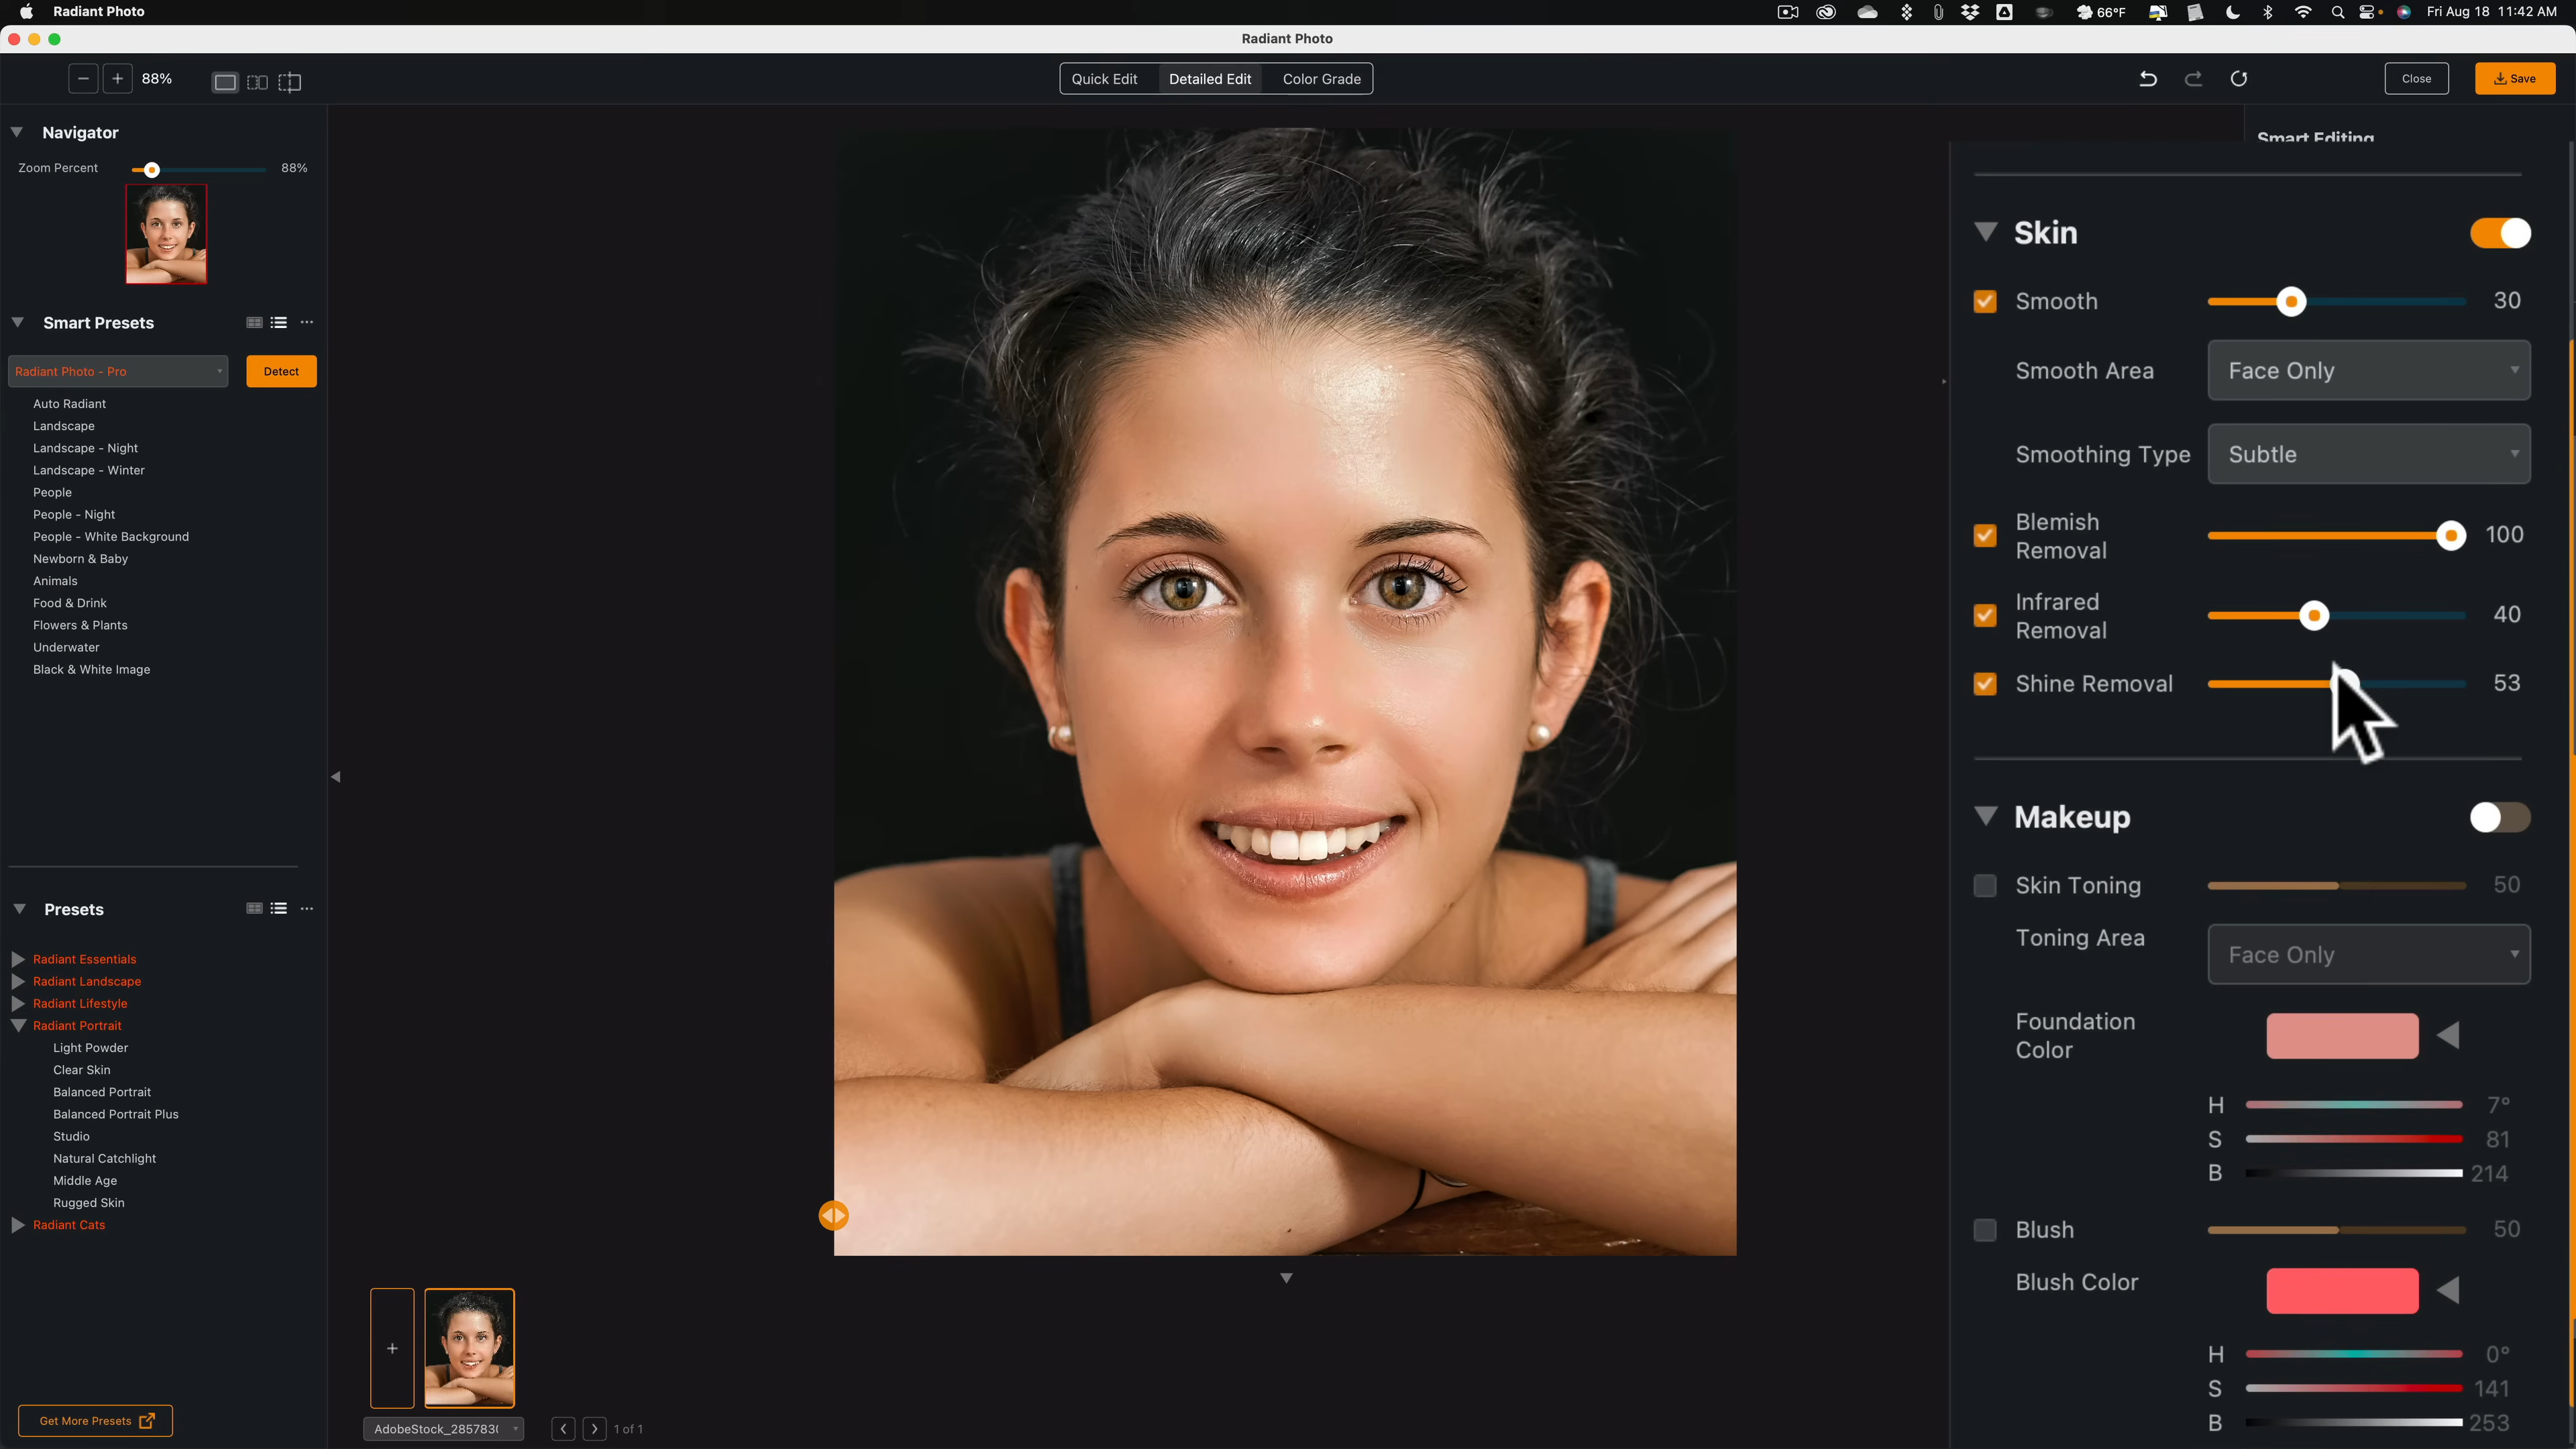 Radiant Photo
66°F
Fri Aug 18 11:42 AM
Radiant Photo
88%
Quick Edit
Detailed Edit
Color Grade
Close
Save
Navigator
Zoom Percent
88%
Smart Presets
Radiant Photo - Pro
Detect
Auto Radiant
Landscape
Landscape - Night
Landscape - Winter
People
People - Night
People - White Background
Newborn & Baby
Animals
Food & Drink
Flowers & Plants
Underwater
Black & White Image
Presets
Radiant Essentials
Radiant Landscape
Radiant Lifestyle
Radiant Portrait
Light Powder
Clear Skin
Balanced Portrait
Balanced Portrait Plus
Studio
Natural Catchlight
Middle Age
Rugged Skin
Radiant Cats
Get More Presets
AdobeStock_285783(
1 of 1
Smart Editing
Skin
Smooth 30
Smooth Area Face Only
Smoothing Type Subtle
Blemish
Removal 100
Infrared
Removal 40
Shine Removal 53
Makeup
Skin Toning 50
Toning Area Face Only
Foundation
Color
H 7°
S 81
B 214
Blush 50
Blush Color
H 0°
S 141
B 253